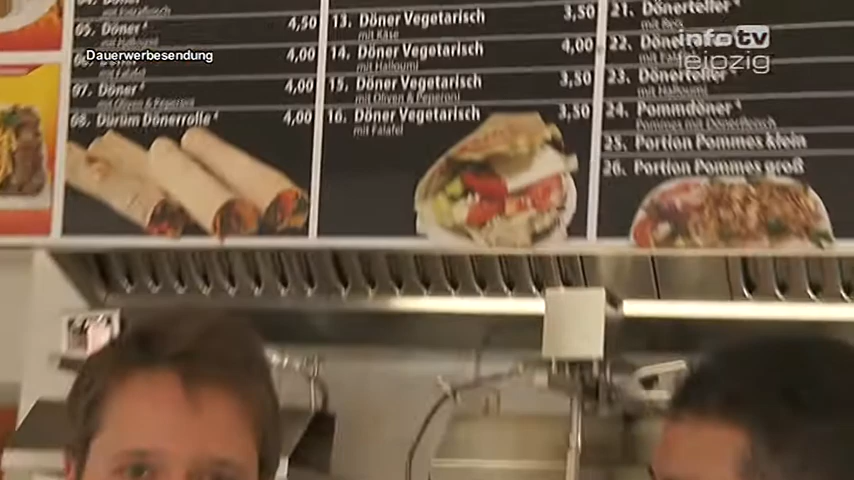 Dauerwerbesendung
info tv
leipzig
05. Döner
4,50
4,00
07. Döner
mit Oliven & Peperoni
4,00
08. Dürüm Dönerrolle
4,00
13. Döner Vegetarisch
mit Käse
3,50
14. Döner Vegetarisch
mit Halloumi
4,00
15. Döner Vegetarisch
mit Oliven & Peperoni
3,50
16. Döner Vegetarisch
mit Falafel
3,50
21. Dönerteller
mit Reis
22.
23. Dönerteller
mit Halloumi
24. Pommdöner
Pommes mit Dönerfleisch
25. Portion Pommes klein
26. Portion Pommes groß